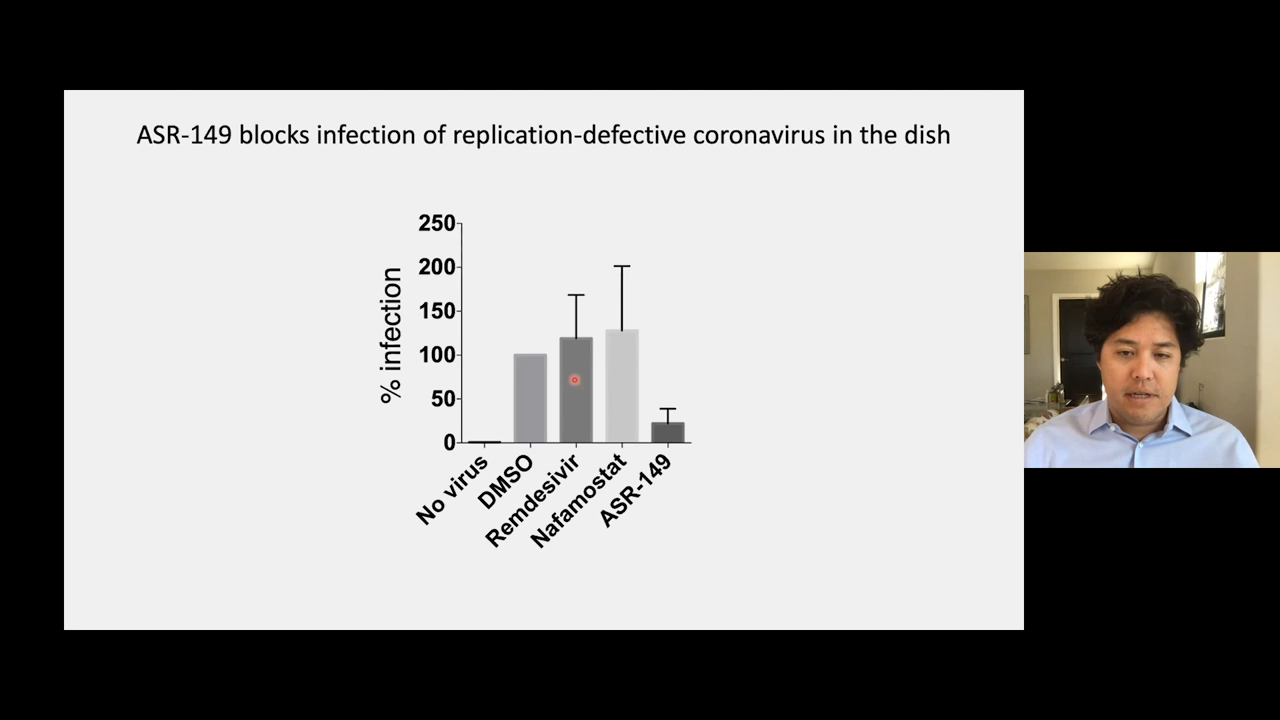 ASR-149 blocks infection of replication-defective coronavirus in the dish
250
200
150
100
50
0
% infection
No virus
DMSO
Remdesivir
Nafamostat
ASR-149